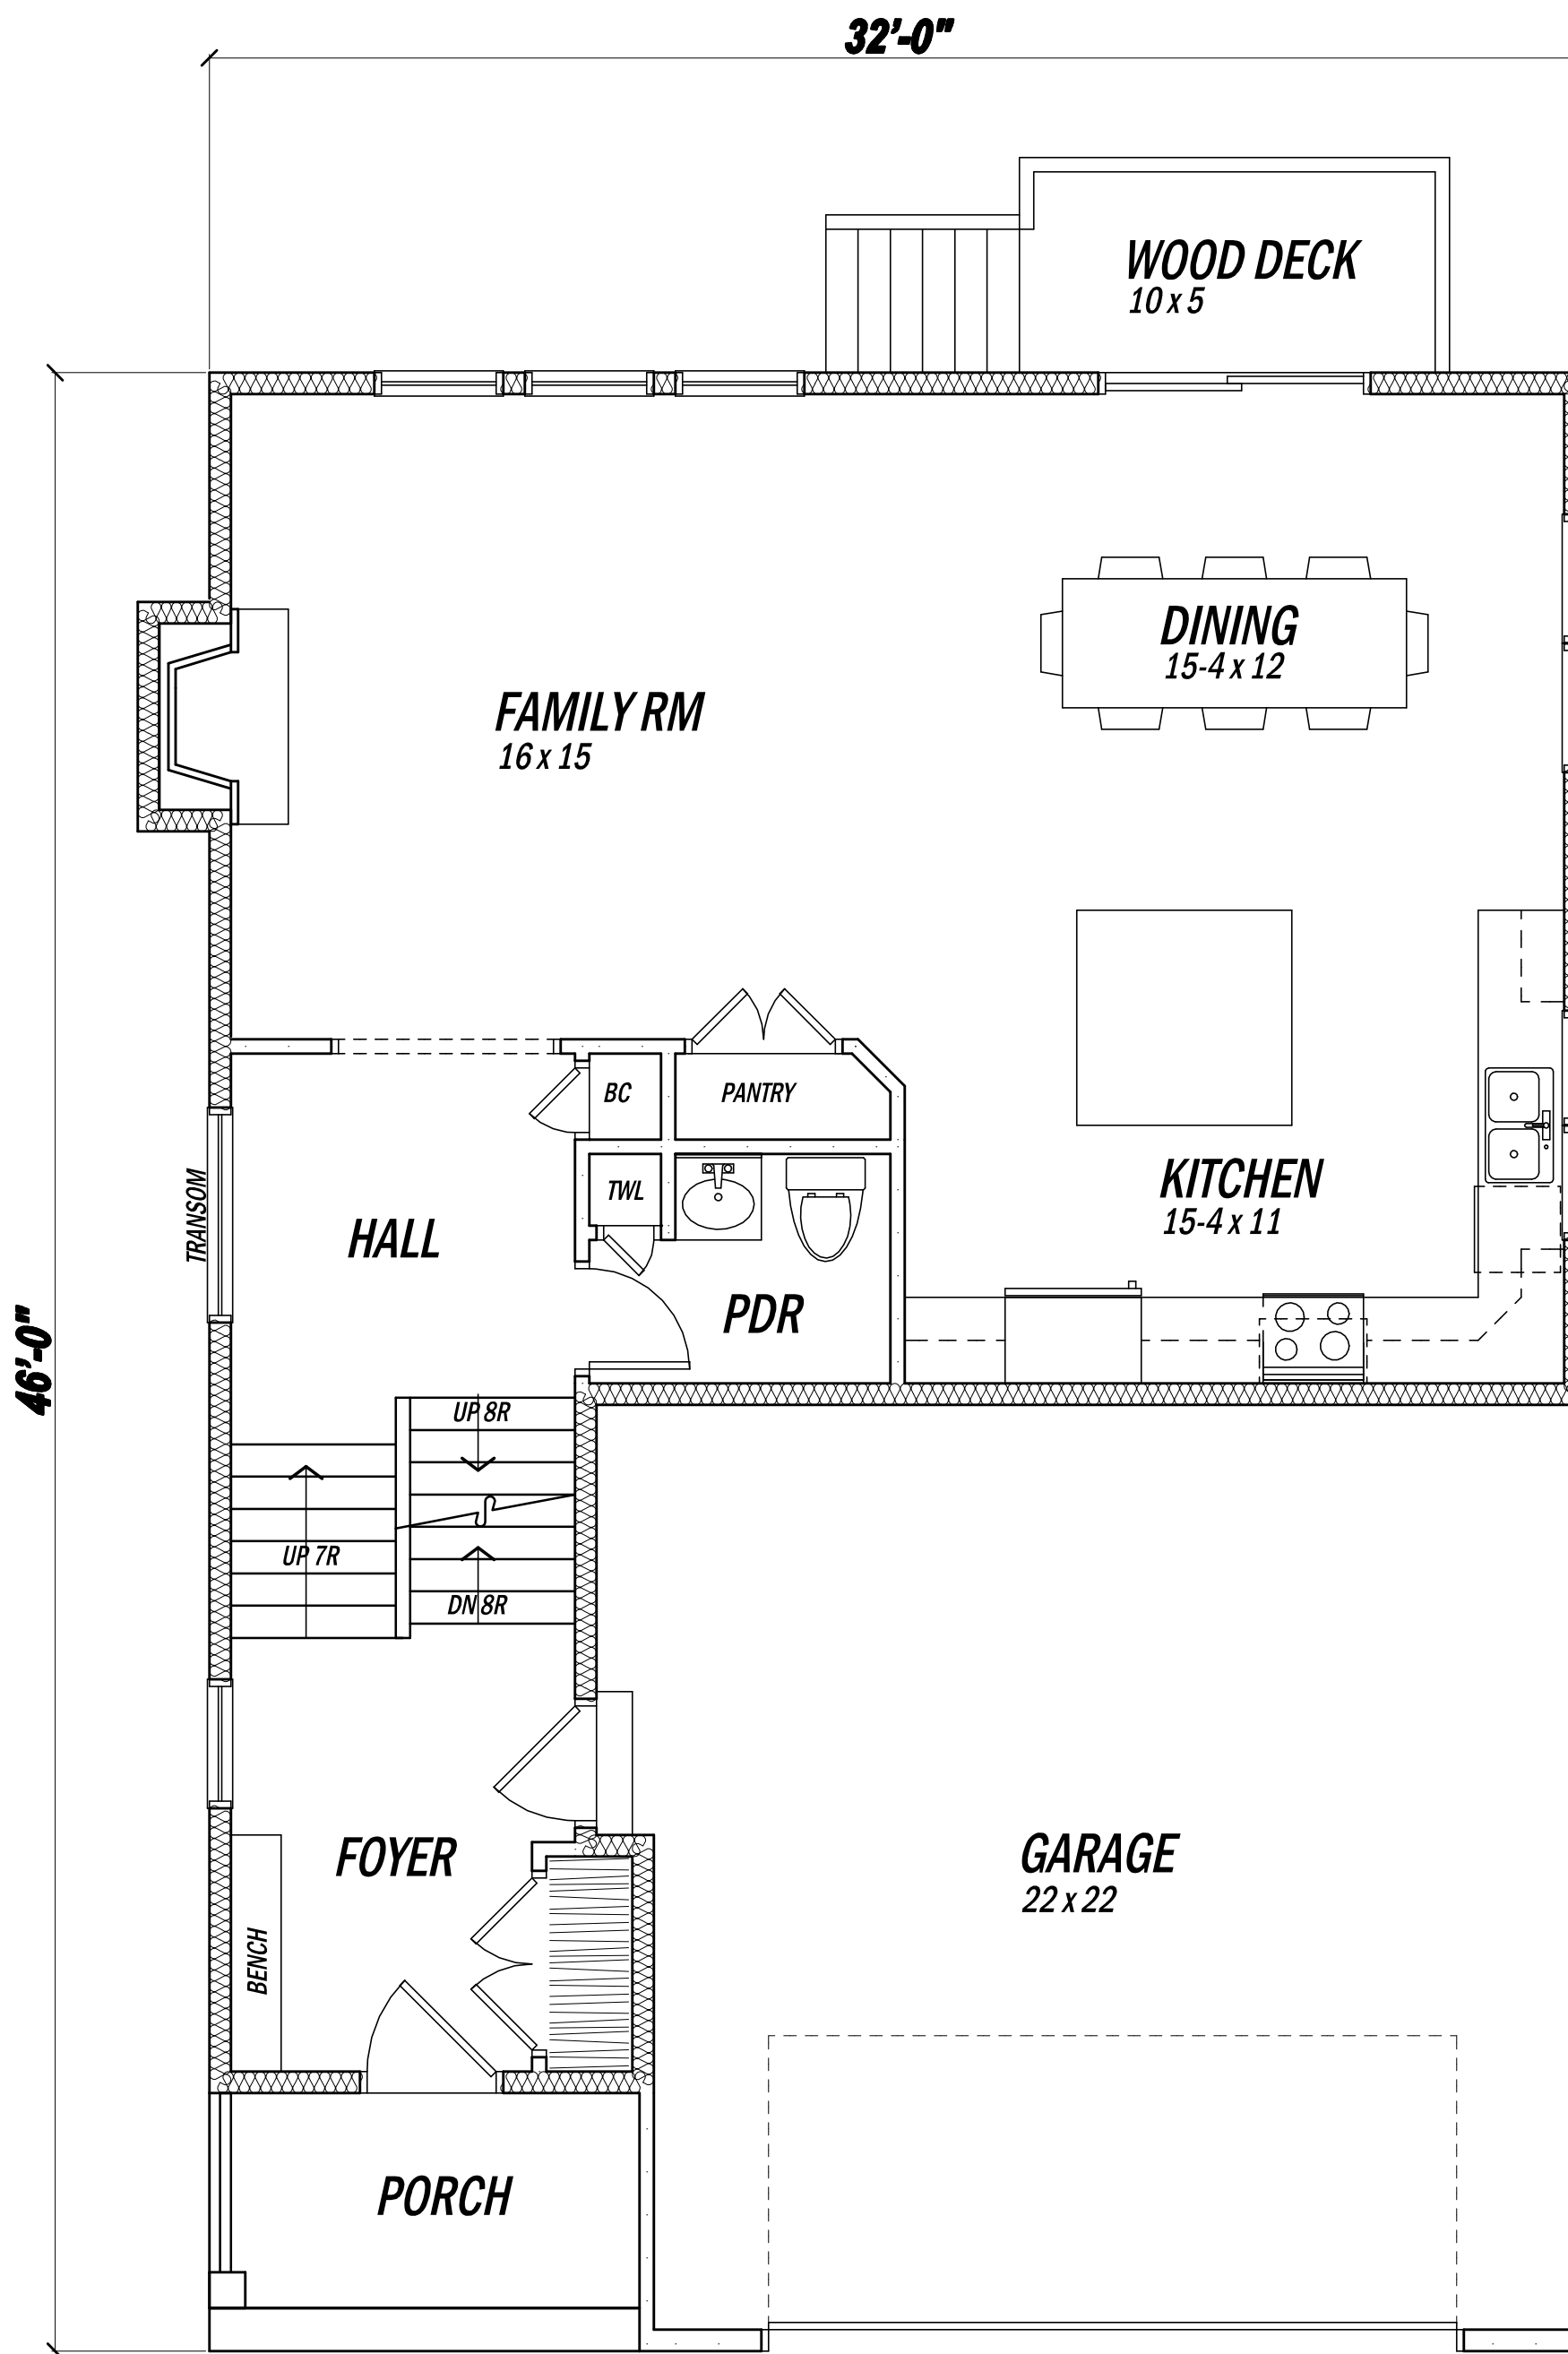 32'-0"
WOOD DECK
10 x 5
DINING
15-4 x 12
FAMILY RM
16 x 15
BC
PANTRY
TWL
KITCHEN
15-4 x 11
TRANSOM
HALL
PDR
46'-0"
UP 8R
UP 7R
DN 8R
FOYER
GARAGE
22 x 22
BENCH
PORCH